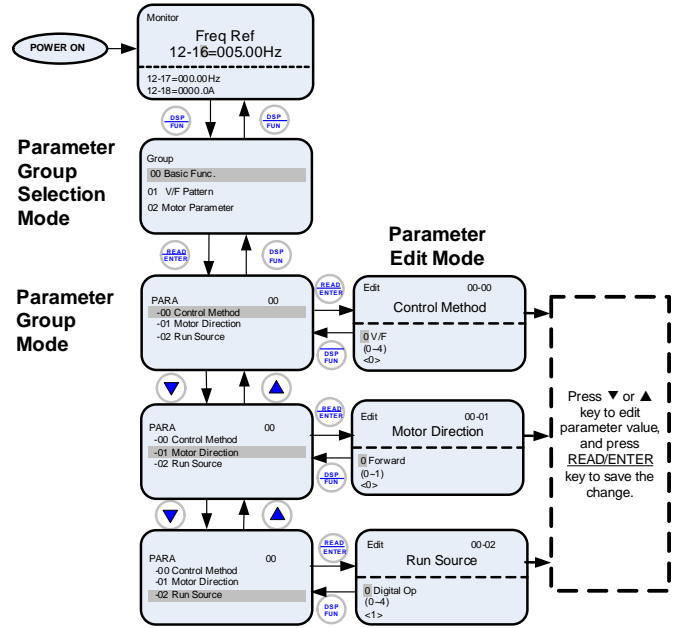 POWER ON
Monitor
Freq Ref
12-16=005.00Hz
12-17=000.00Hz
12-18=0000.0A
DSP
FUN
DSP
FUN
Parameter
Group
Selection
Mode
Group
00 Basic Func.
01 V/F Pattern
02 Motor Parameter
READ
ENTER
DSP
FUN
Parameter
Edit Mode
Parameter
Group
Mode
PARA 00
-00 Control Method
-01 Motor Direction
-02 Run Source
READ
ENTER
DSP
FUN
Edit 00-00
Control Method
0 V/F
(0~4)
<0>
▼ ▲
PARA 00
-00 Control Method
-01 Motor Direction
-02 Run Source
READ
ENTER
DSP
FUN
Edit 00-01
Motor Direction
0 Forward
(0~1)
<0>
▼ ▲
PARA 00
-00 Control Method
-01 Motor Direction
-02 Run Source
READ
ENTER
DSP
FUN
Edit 00-02
Run Source
0 Digital Op
(0~4)
<1>
Press ▼ or ▲
key to edit
parameter value,
and press
READ/ENTER
key to save the
change.